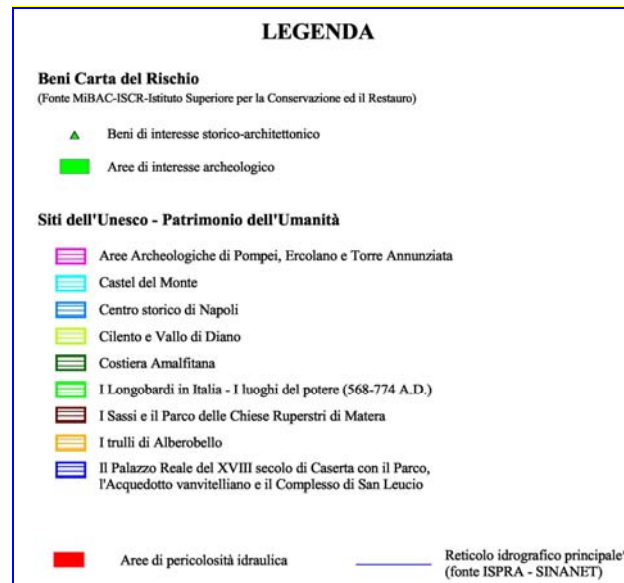 LEGENDA
Beni Carta del Rischio
(Fonte MiBAC-ISCR-Istituto Superiore per la Conservazione ed il Restauro)
Beni di interesse storico-architettonico
Aree di interesse archeologico
Siti dell'Unesco - Patrimonio dell'Umanità
Aree Archeologiche di Pompei, Ercolano e Torre Annunziata
Castel del Monte
Centro storico di Napoli
Cilento e Vallo di Diano
Costiera Amalfitana
I Longobardi in Italia - I luoghi del potere (568-774 A.D.)
I Sassi e il Parco delle Chiese Rupestri di Matera
I trulli di Alberobello
Il Palazzo Reale del XVIII secolo di Caserta con il Parco,
l'Acquedotto vanvitelliano e il Complesso di San Leucio
Aree di pericolosità idraulica
Reticolo idrografico principale*
(fonte ISPRA - SINANET)